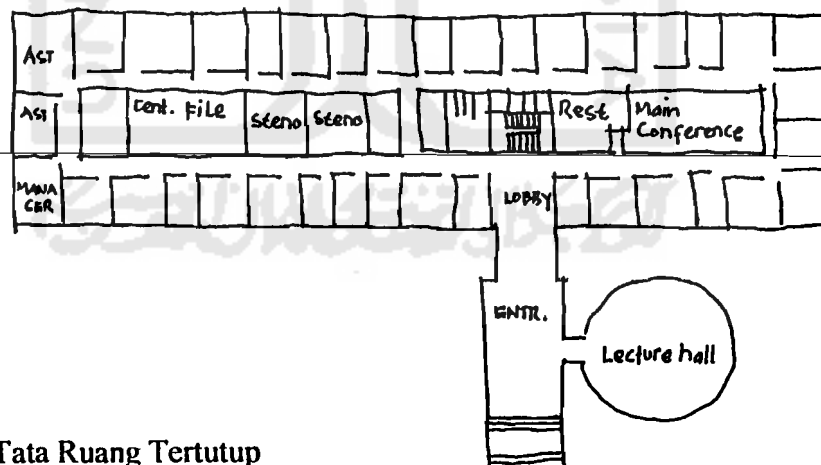 AST
AST
Cent. File
Steno
Steno
Rest
Main
Conference
MANA
GER
LOBBY
ENTR.
Lecture hall
Tata Ruang Tertutup